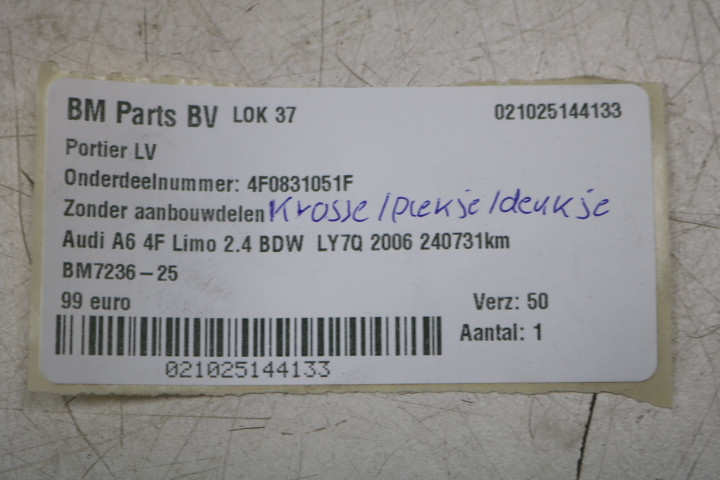 BM Parts BV LOK 37 021025144133
Portier LV
Onderdeelnummer: 4F0831051F
Zonder aanbouwdelen Krasse/plekje/deukje
Audi A6 4F Limo 2.4 BDW LY7Q 2006 240731km
BM7236-25
99 euro Verz: 50
Aantal: 1
021025144133